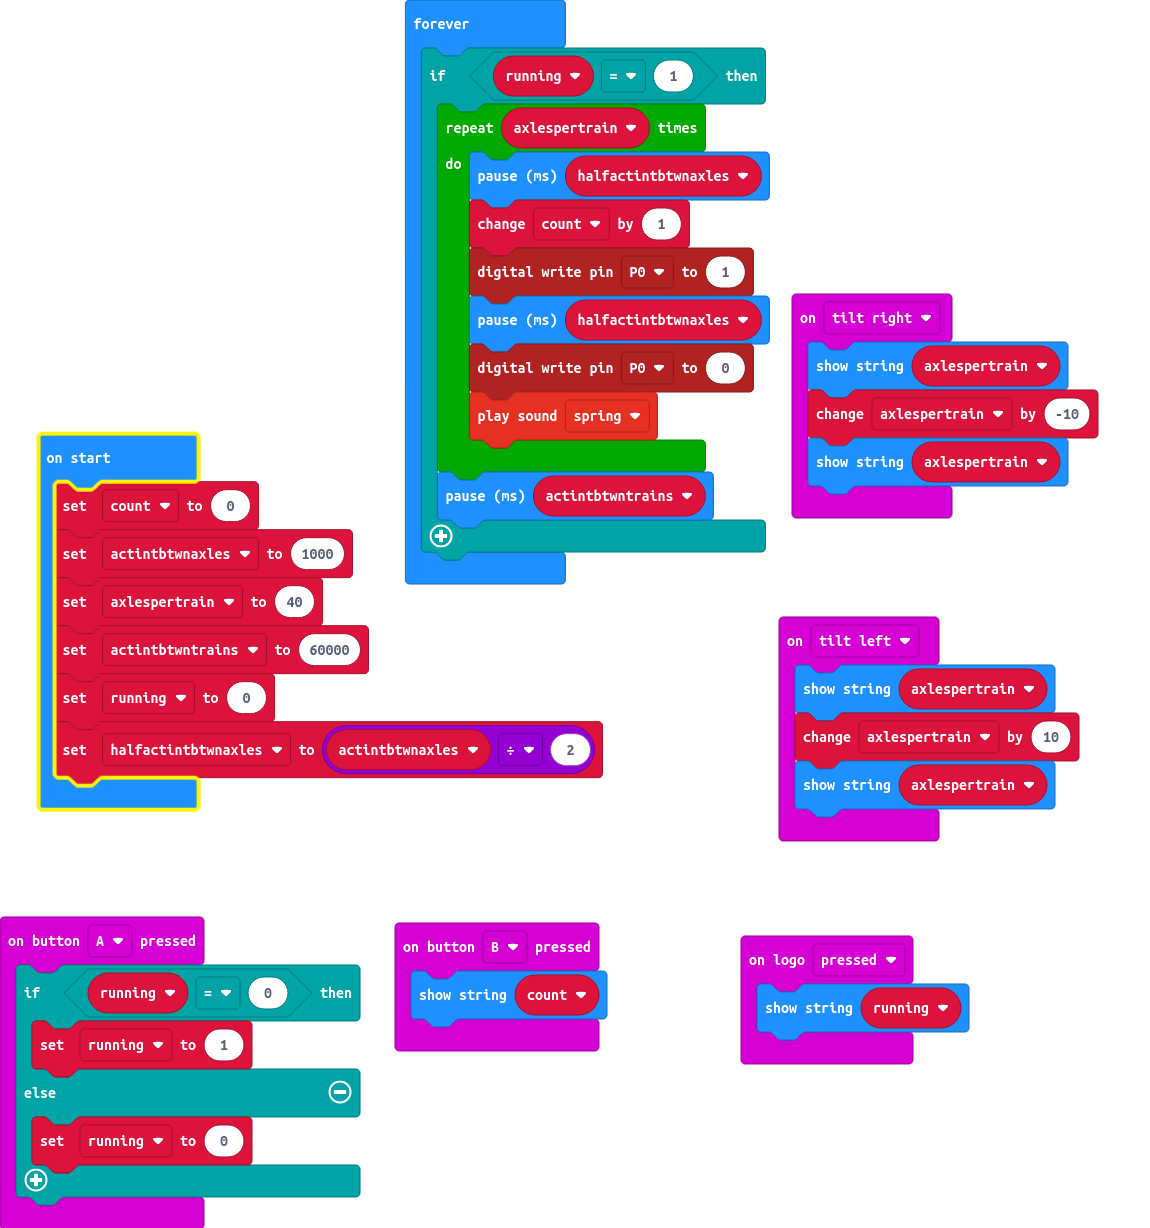 forever
if running = 1 then
repeat axlespertrain times
do pause (ms) halfactintbtwnaxles
change count by 1
digital write pin P0 to 1
pause (ms) halfactintbtwnaxles
digital write pin P0 to 0
play sound spring
pause (ms) actintbtwntrains
on tilt right
show string axlespertrain
change axlespertrain by -10
show string axlespertrain
on start
set count to 0
set actintbtwnaxles to 1000
set axlespertrain to 40
set actintbtwntrains to 60000
set running to 0
set halfactintbtwnaxles to actintbtwnaxles ÷ 2
on tilt left
show string axlespertrain
change axlespertrain by 10
show string axlespertrain
on button A pressed
if running = 0 then
set running to 1
else
set running to 0
on button B pressed
show string count
on logo pressed
show string running